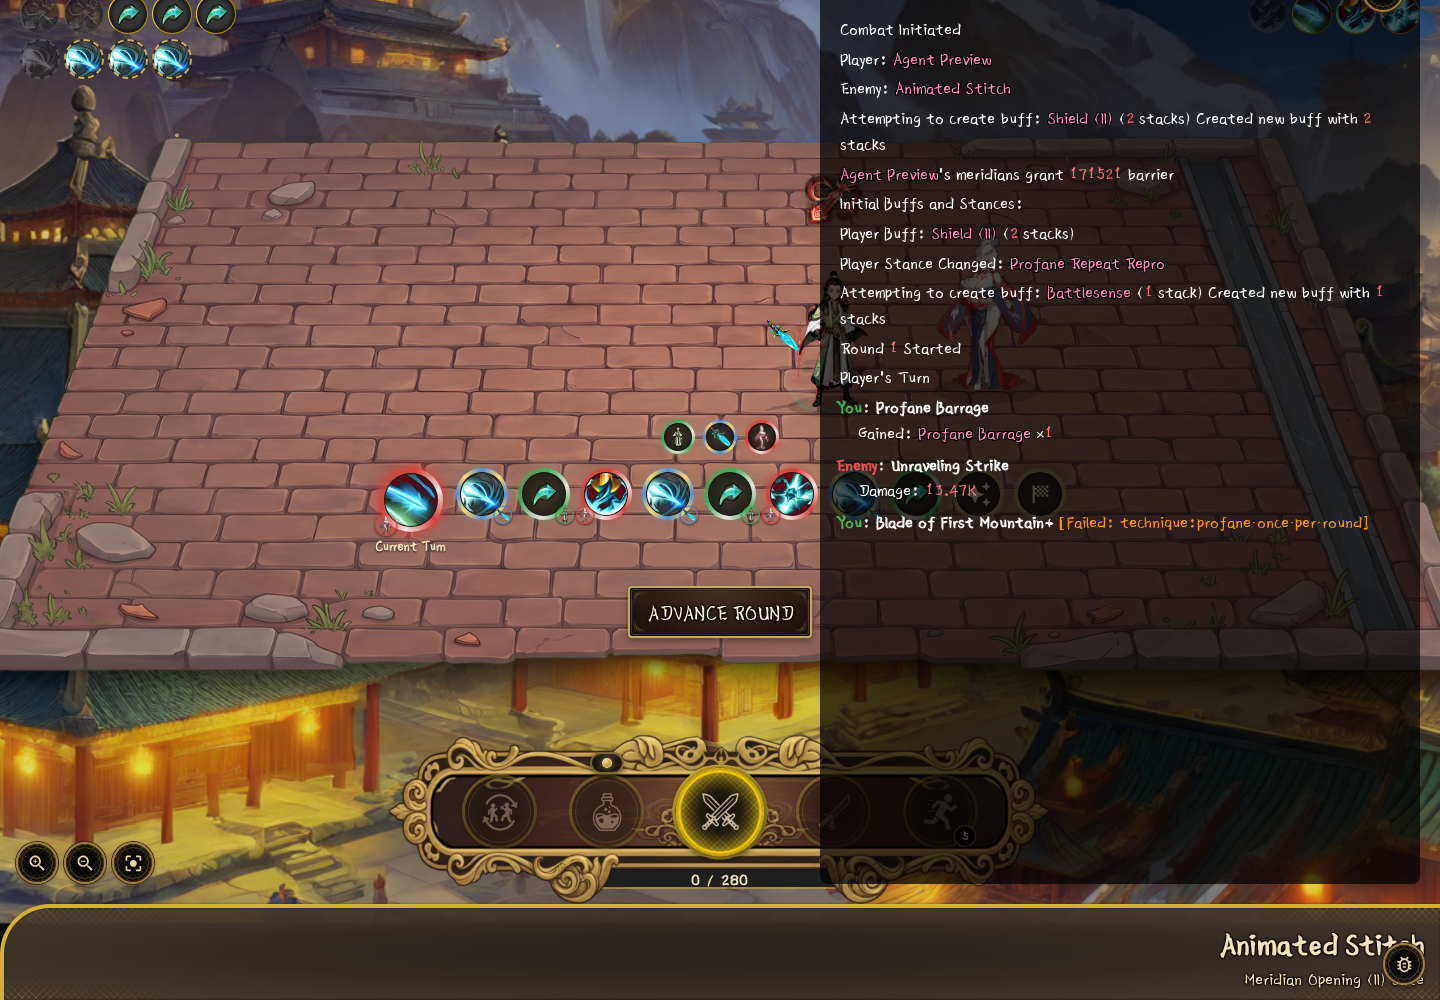 Combat Initiated
Player: Agent Preview
Enemy: Animated Stitch
Attempting to create buff: Shield (II) (2 stacks) Created new buff with 2
stacks
Agent Preview's meridians grant 171521 barrier
Initial Buffs and Stances:
Player Buff: Shield (II) (2 stacks)
Player Stance Changed: Profane Repeat Repro
Attempting to create buff: Battlesense (1 stack) Created new buff with 1
stacks
Round 1 Started
Player's Turn
You: Profane Barrage
Gained: Profane Barrage ×1
Enemy: Unraveling Strike
Damage: 13.47K
You: Blade of First Mountain+ [Failed: technique:profane-once-per-round]
Current Turn
ADVANCE ROUND
5
0 / 280
Animated Stitch
Meridian Opening (II)